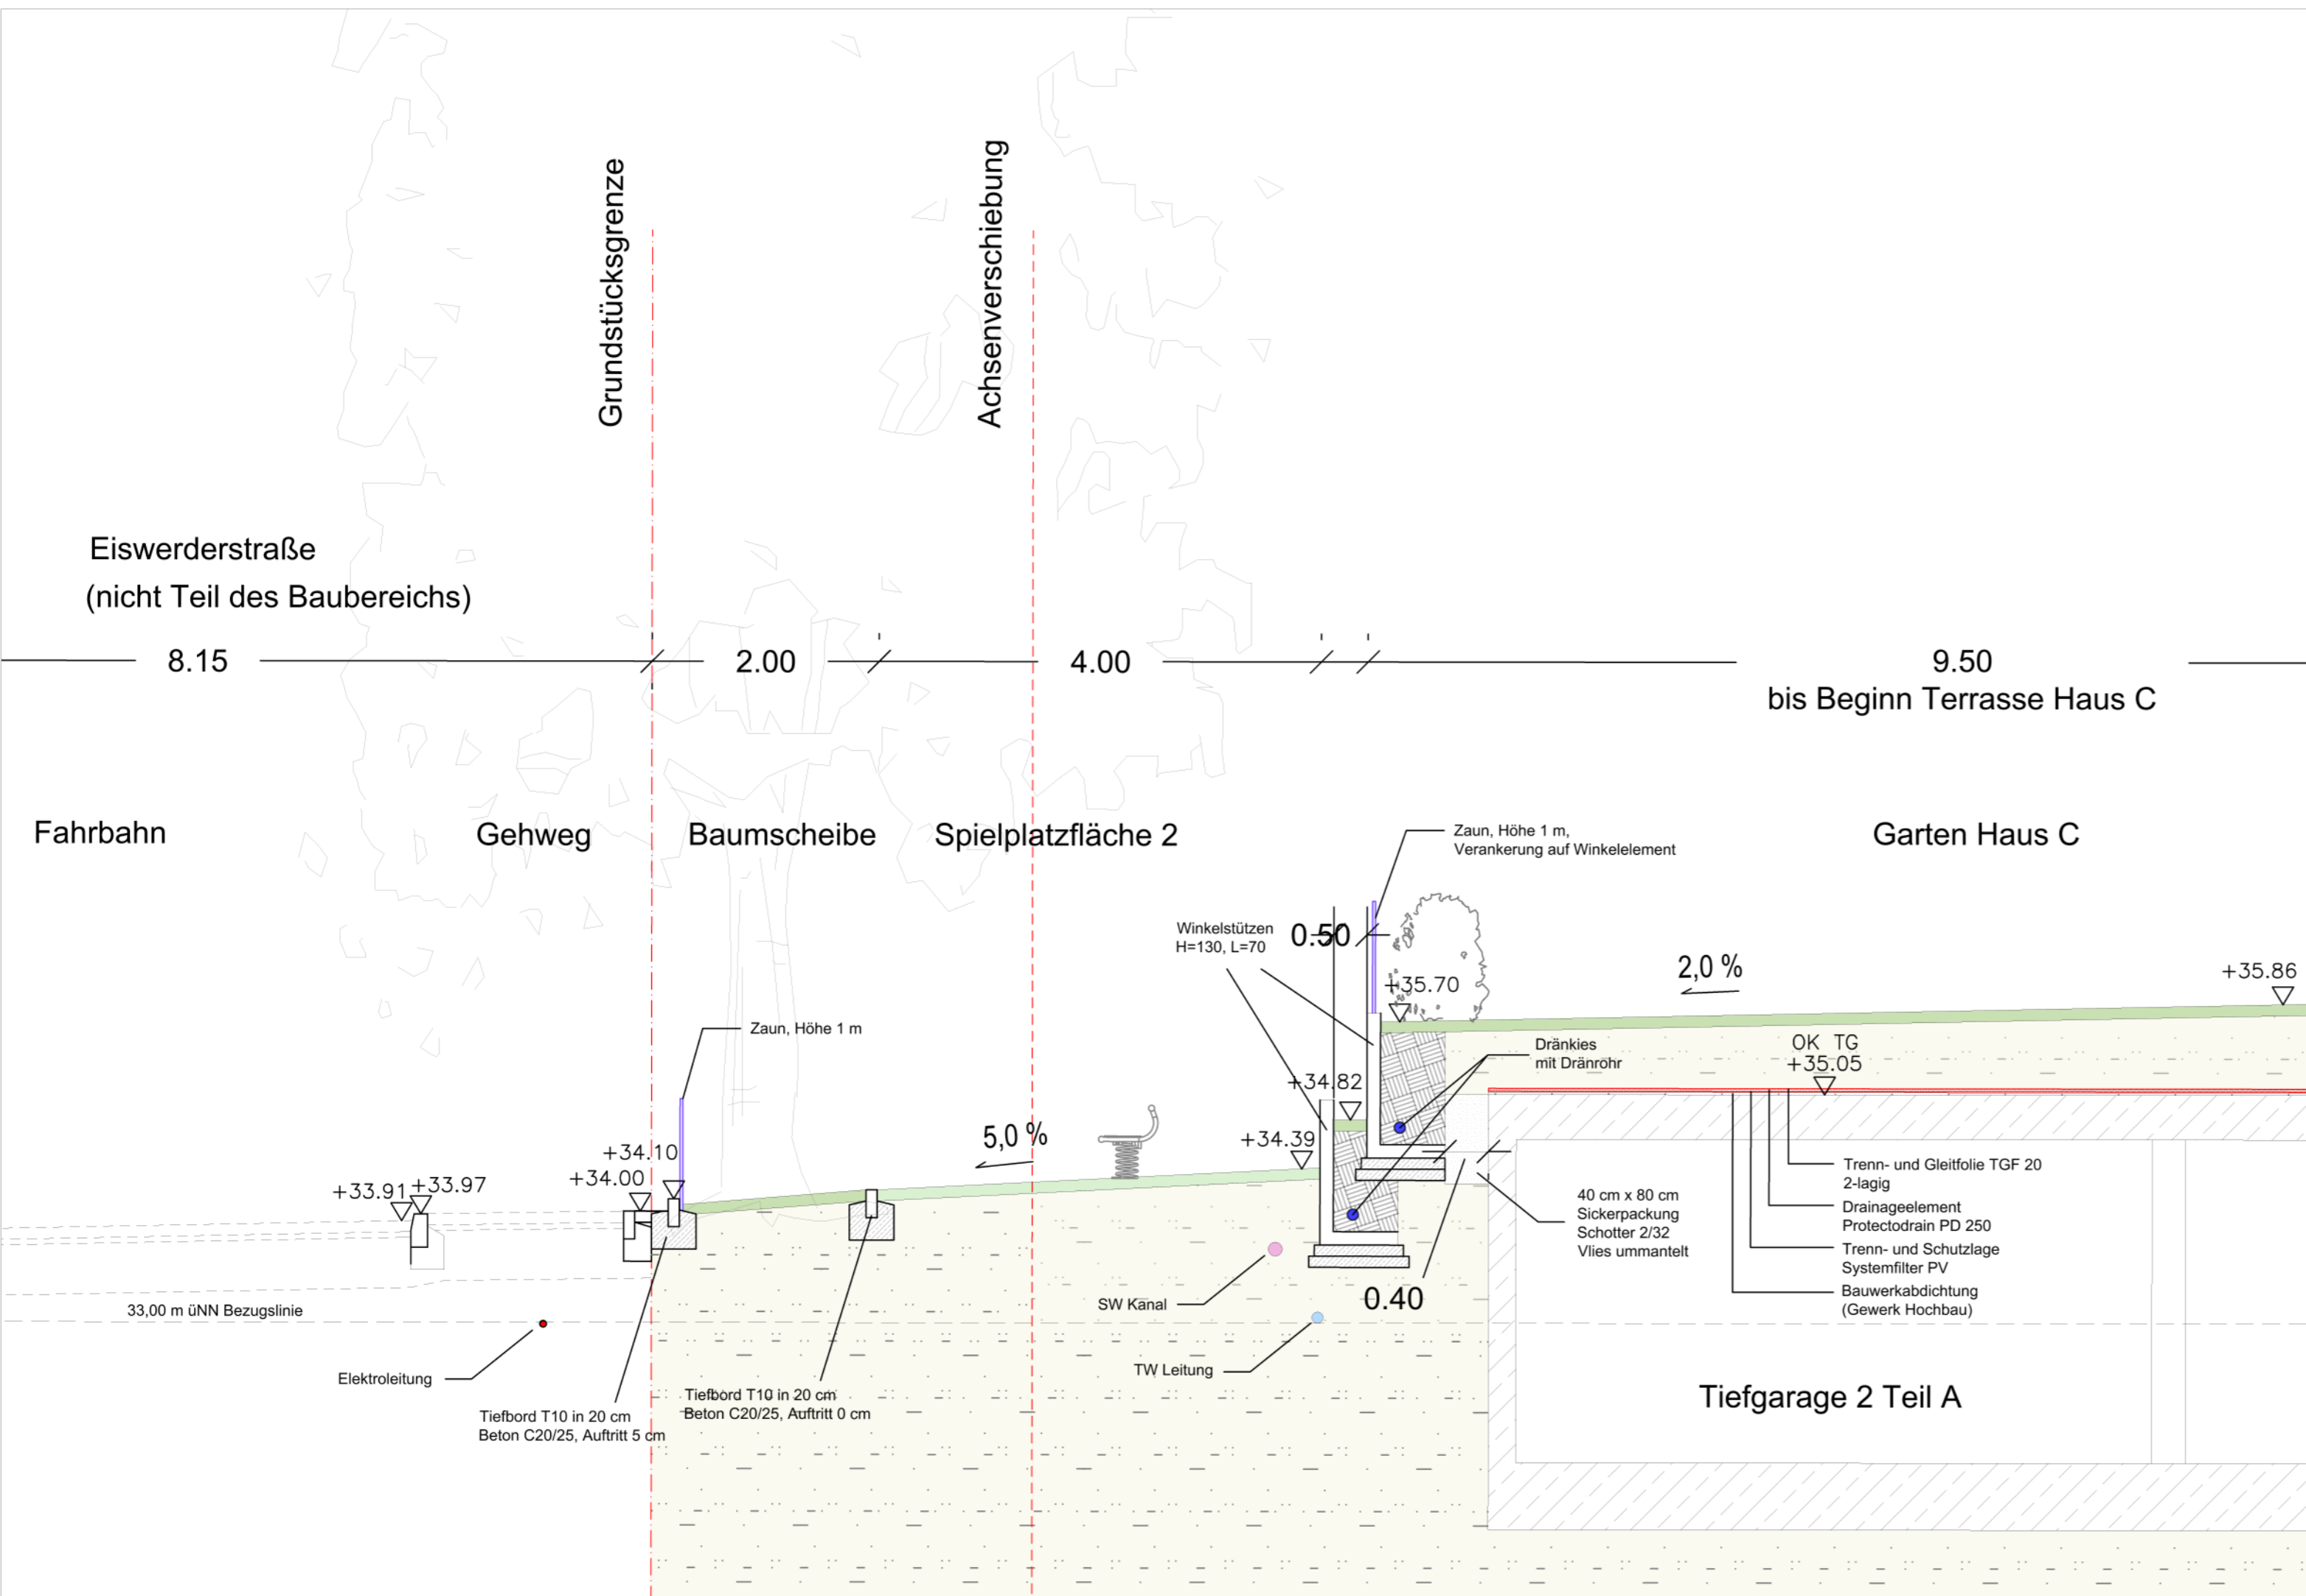 Grundstücksgrenze
Achsenverschiebung
Eiswerderstraße
(nicht Teil des Baubereichs)
8.15
2.00
4.00
9.50
bis Beginn Terrasse Haus C
Fahrbahn
Gehweg
Baumscheibe
Spielplatzfläche 2
Garten Haus C
Zaun, Höhe 1 m,
Verankerung auf Winkelelement
Winkelstützen
H=130, L=70
0.50
+35.70
2,0 %
+35.86
Zaun, Höhe 1 m
Dränkies
mit Dränrohr
OK TG
+35.05
+34.82
5,0 %
+34.39
+34.10
+34.00
+33.91
+33.97
40 cm x 80 cm
Sickerpackung
Schotter 2/32
Vlies ummantelt
Trenn- und Gleitfolie TGF 20
2-lagig
Drainageelement
Protectodrain PD 250
Trenn- und Schutzlage
Systemfilter PV
Bauwerkabdichtung
(Gewerk Hochbau)
33,00 m üNN Bezugslinie
SW Kanal
0.40
Elektroleitung
TW Leitung
Tiefgarage 2 Teil A
Tiefbord T10 in 20 cm
Beton C20/25, Auftritt 5 cm
Tiefbord T10 in 20 cm
Beton C20/25, Auftritt 0 cm